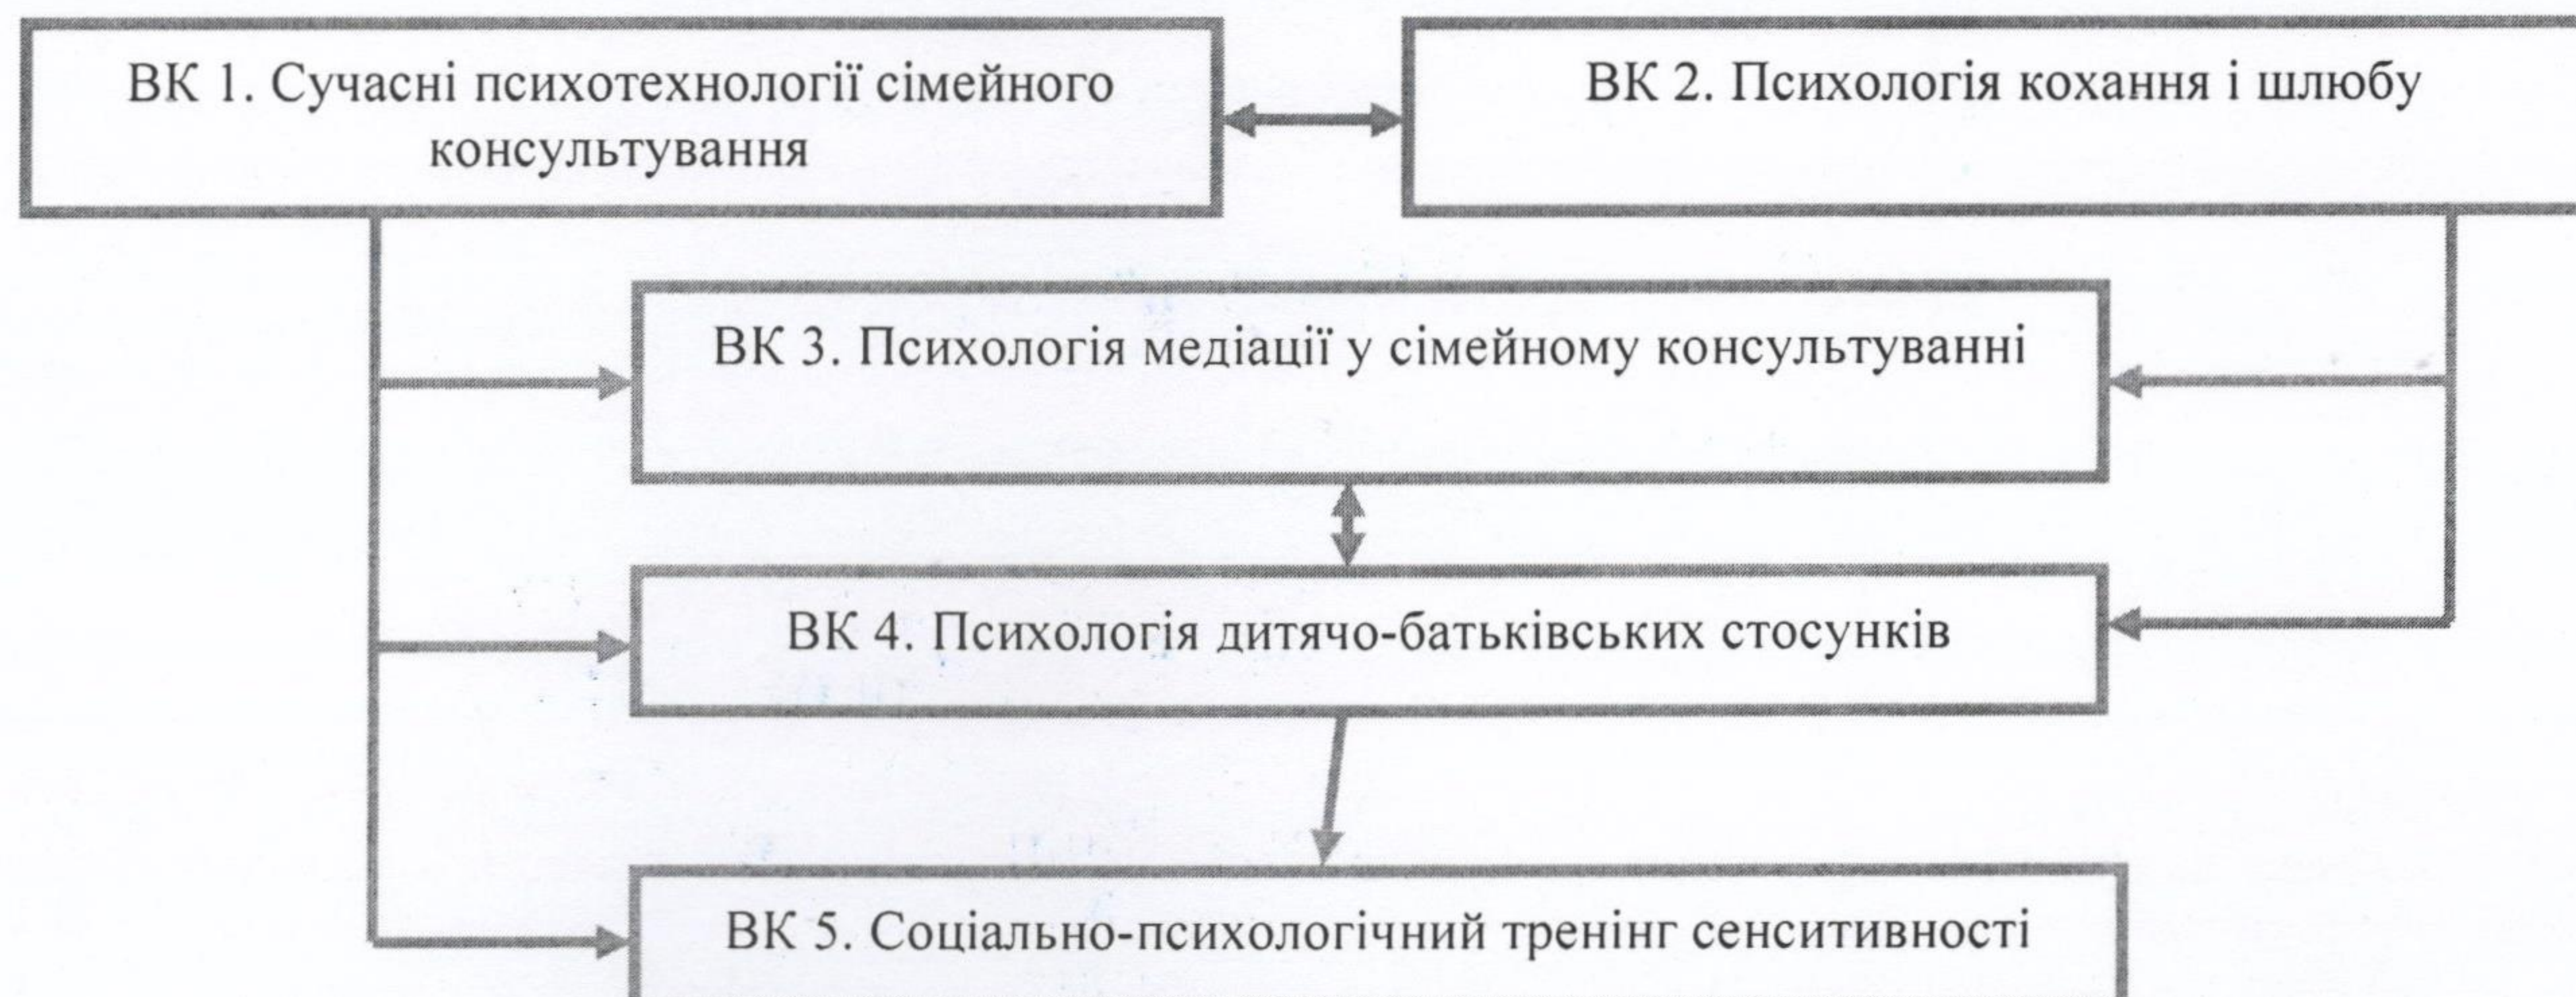 ВК 1. Сучасні психотехнології сімейного
консультування
ВК 2. Психологія кохання і шлюбу
ВК 3. Психологія медіації у сімейному консультуванні
ВК 4. Психологія дитячо-батьківських стосунків
ВК 5. Соціально-психологічний тренінг сенситивності